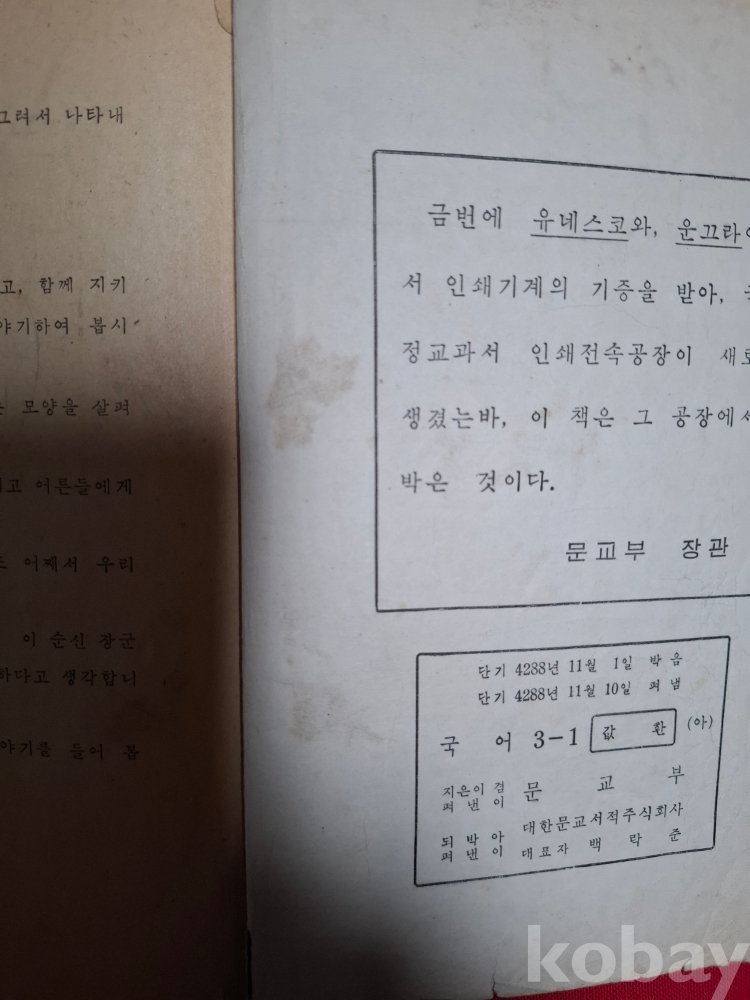 그려서 나타내
고, 함께 지키
야기하여 봅시
는 모양을 살펴
고 어른들에게
어째서 우리
이 순신 장군
하다고 생각합니
야기를 들어 봅
금번에 유네스코와, 운끄라
서 인쇄기계의 기증을 받아,
정교과서 인쇄전속공장이 새로
생겼는바, 이 책은 그 공장에서
박은 것이다.
문교부 장관
단기 4288년 11월 1일 박음
단기 4288년 11월 10일 펴냄
국 어 3-1 값 환 (아)
지은이 겸 펴낸이 문 교 부
되박아 펴낸이 대한문교서적주식회사
대표자 백 락 준
kobay